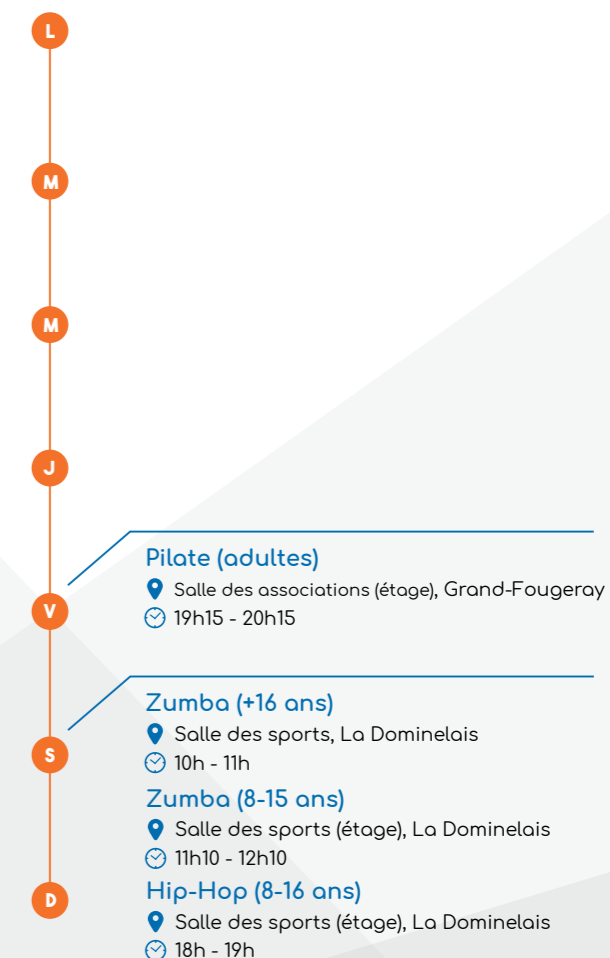 L
M
M
J
V
Pilate (adultes)
Salle des associations (étage), Grand-Fougeray
19h15 - 20h15
S
Zumba (+16 ans)
Salle des sports, La Dominelais
10h - 11h
Zumba (8-15 ans)
Salle des sports (étage), La Dominelais
11h10 - 12h10
D
Hip-Hop (8-16 ans)
Salle des sports (étage), La Dominelais
18h - 19h